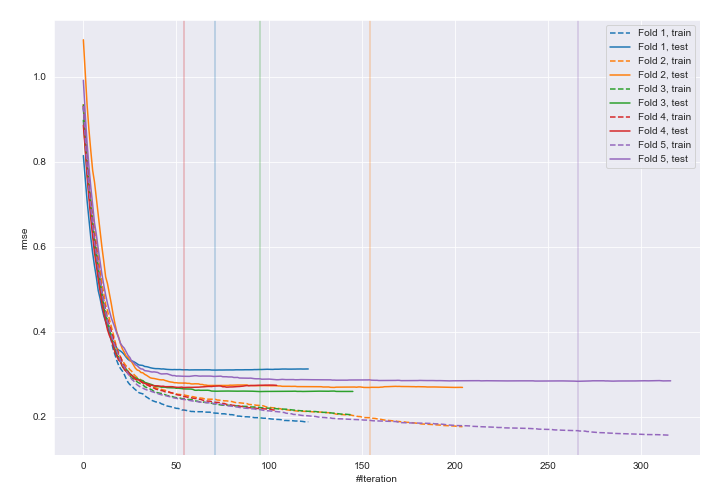 Fold 1, train
Fold 1, test
Fold 2, train
Fold 2, test
Fold 3, train
Fold 3, test
Fold 4, train
Fold 4, test
Fold 5, train
Fold 5, test
1.0
0.8
0.6
0.4
0.2
rmse
0 50 100 150 200 250 300
#Iteration